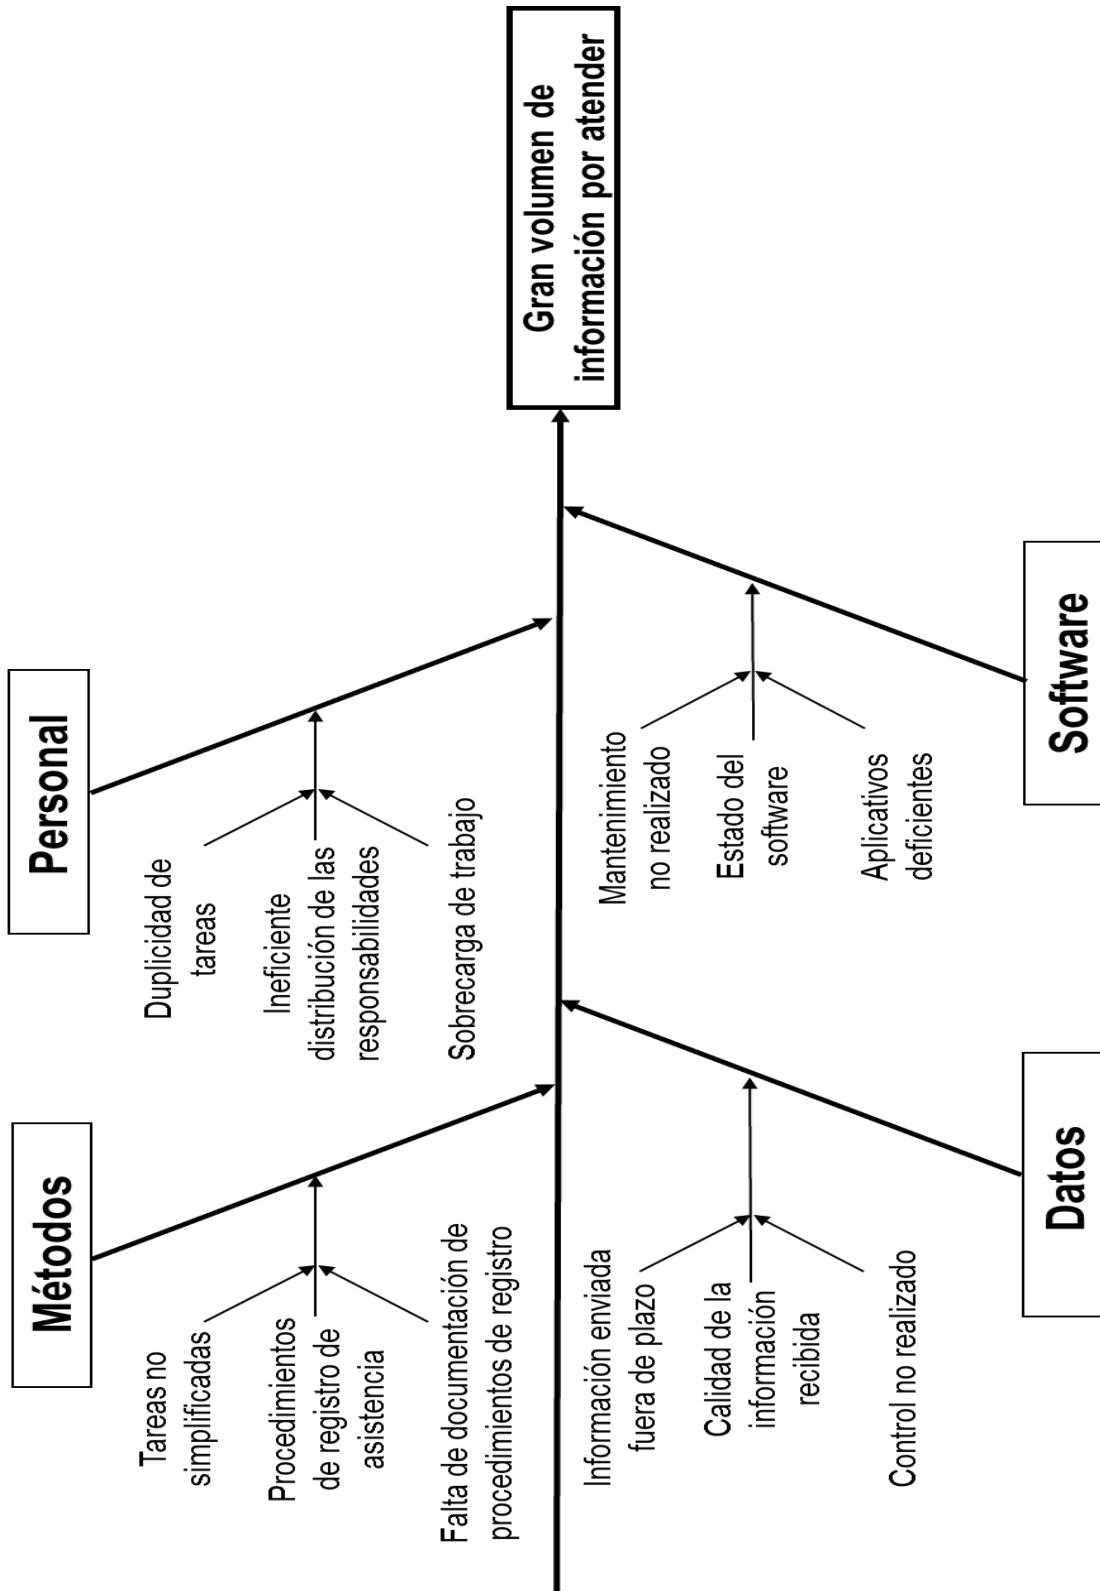 Métodos
Personal
Tareas no
simplificadas
Procedimientos
de registro de
asistencia
Falta de documentación de
procedimientos de registro
Duplicidad de
tareas
Ineficiente
distribución de las
responsabilidades
Sobrecarga de trabajo
Gran volumen de
información por atender
Información enviada
fuera de plazo
Calidad de la
información
recibida
Control no realizado
Mantenimiento
no realizado
Estado del
software
Aplicativos
deficientes
Datos
Software